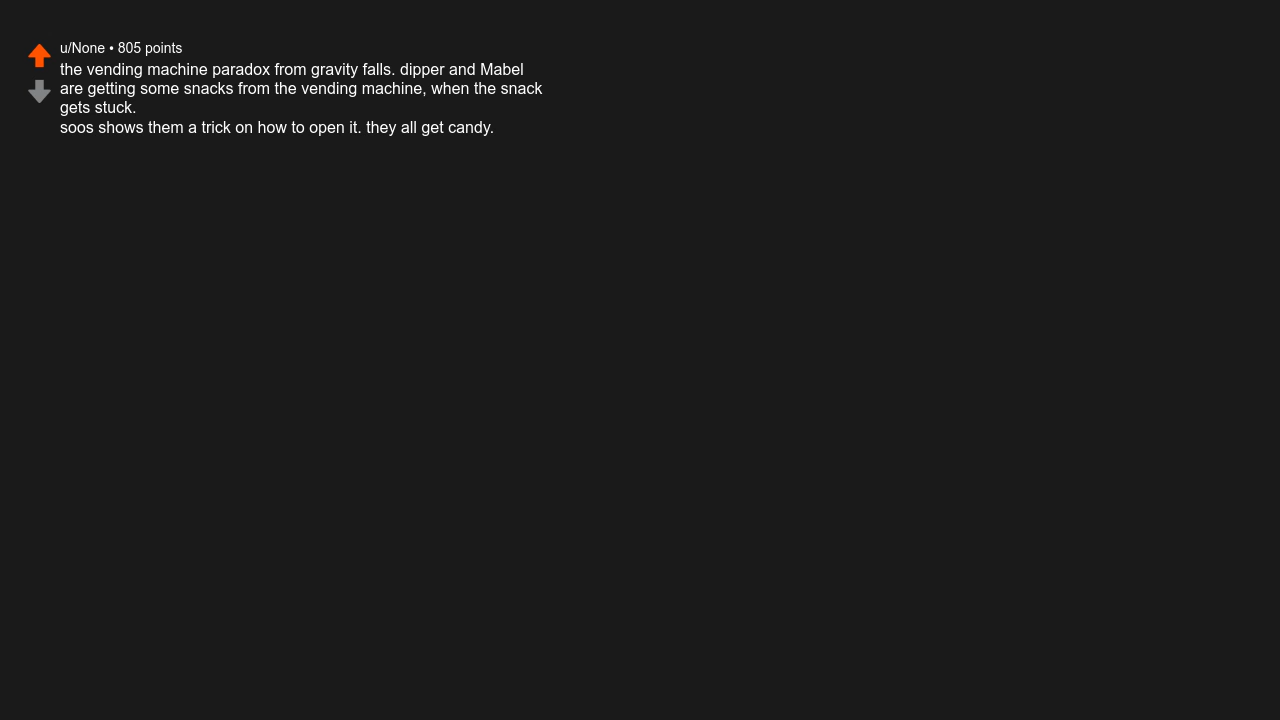 u/None • 805 points
the vending machine paradox from gravity falls. dipper and Mabel
are getting some snacks from the vending machine, when the snack
gets stuck.
soos shows them a trick on how to open it. they all get candy.